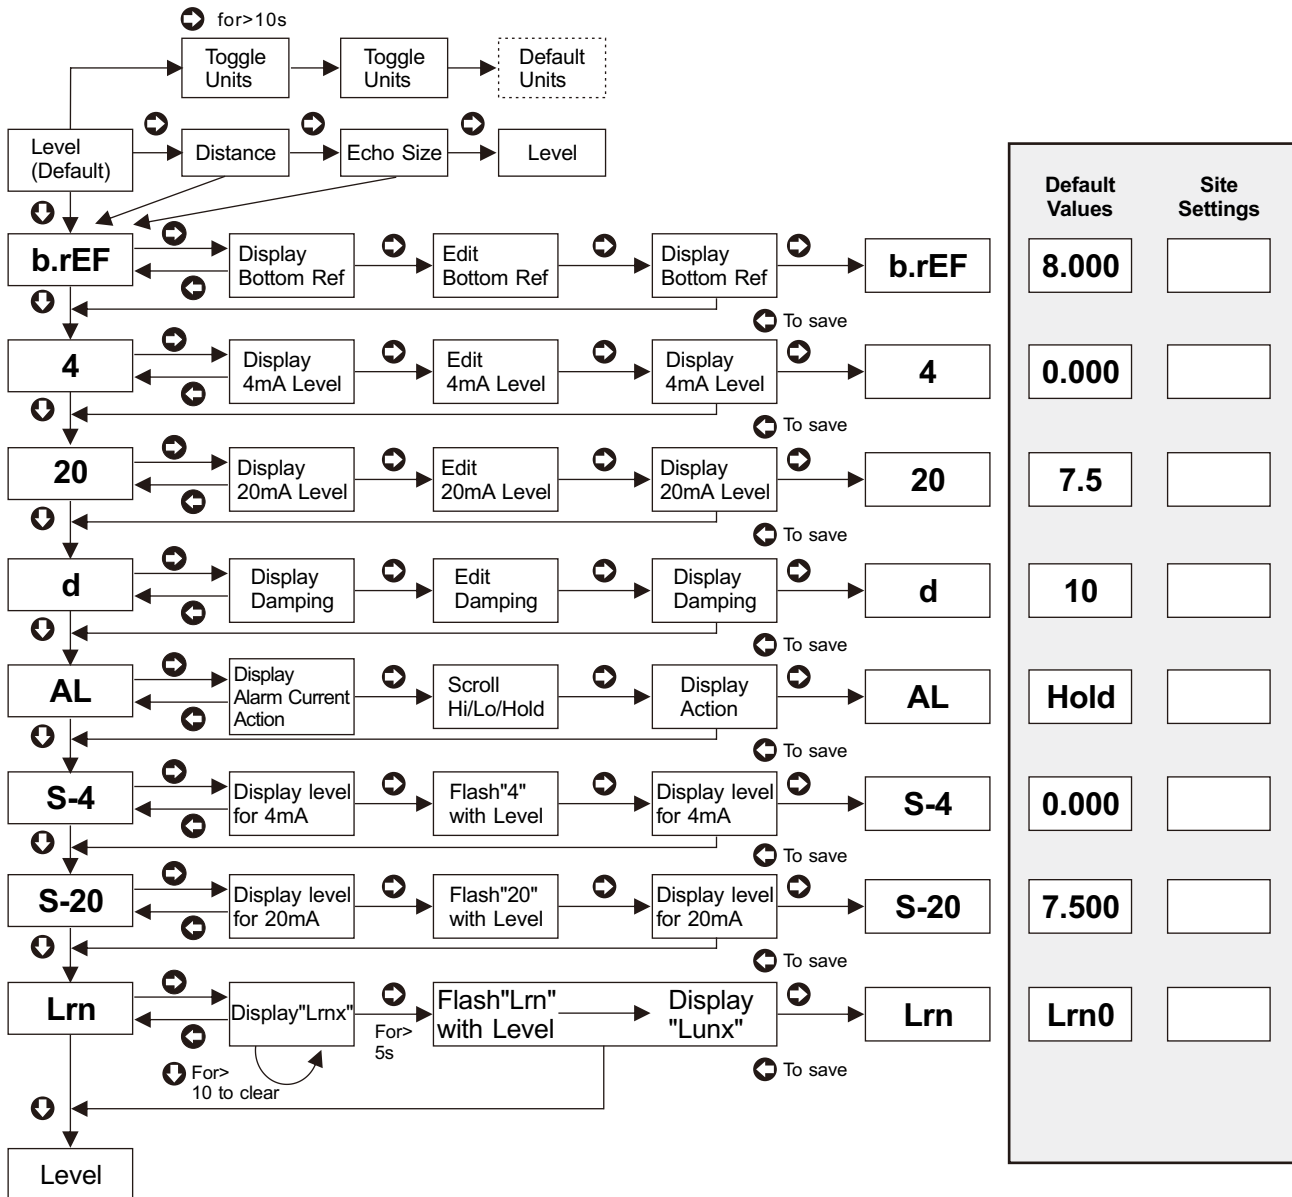 for>10s
Toggle
Units
Toggle
Units
Default
Units
Level
(Default)
Distance
Echo Size
Level
Default
Values
Site
Settings
b.rEF
Display
Bottom Ref
Edit
Bottom Ref
Display
Bottom Ref
b.rEF
8.000
To save
4
Display
4mA Level
Edit
4mA Level
Display
4mA Level
4
0.000
To save
20
Display
20mA Level
Edit
20mA Level
Display
20mA Level
20
7.5
To save
d
Display
Damping
Edit
Damping
Display
Damping
d
10
To save
AL
Display
Alarm Current
Action
Scroll
Hi/Lo/Hold
Display
Action
AL
Hold
To save
S-4
Display level
for 4mA
Flash"4"
with Level
Display level
for 4mA
S-4
0.000
To save
S-20
Display level
for 20mA
Flash"20"
with Level
Display level
for 20mA
S-20
7.500
To save
Lrn
Display"Lrnx"
For>
5s
Flash"Lrn"
with Level
Display
"Lunx"
Lrn
Lrn0
For>
10 to clear
To save
Level